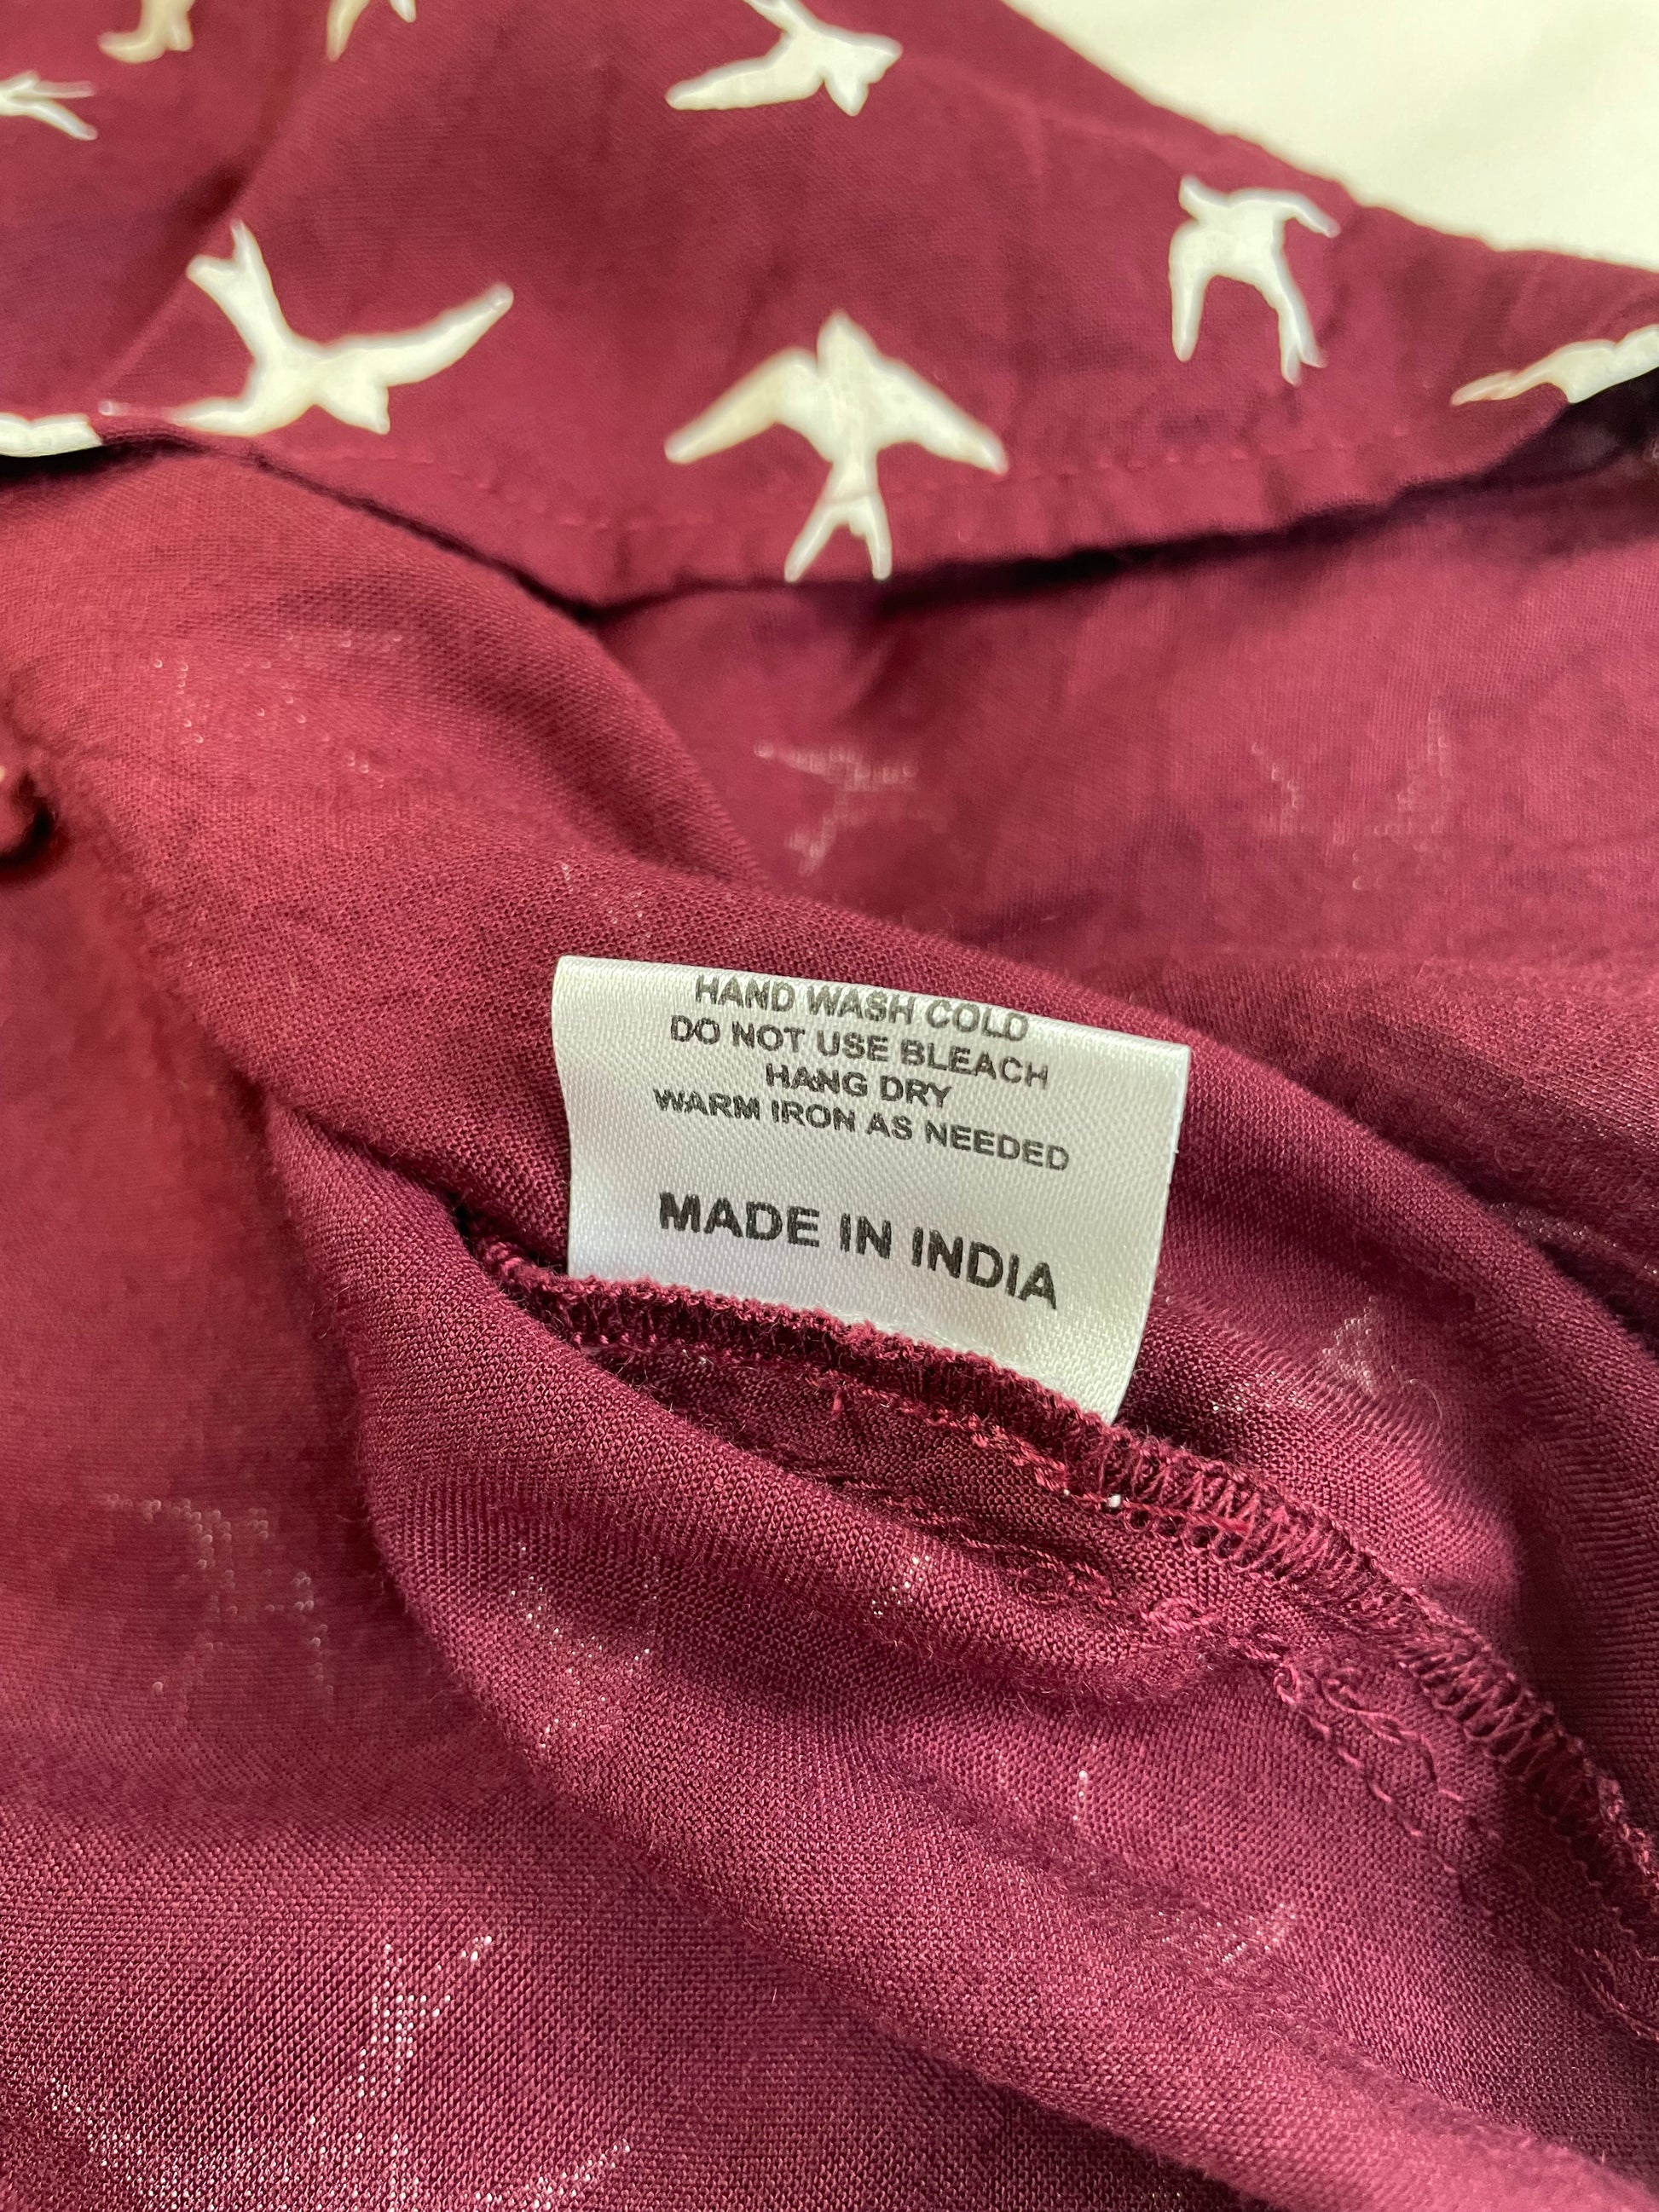 HAND WASH COLD
DO NOT USE BLEACH
HANG DRY
WARM IRON AS NEEDED
MADE IN INDIA